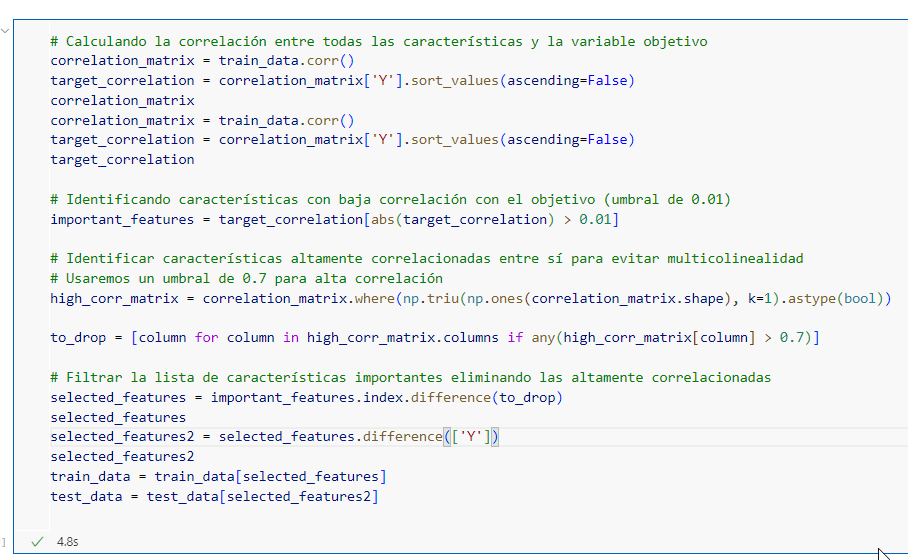 # Calculando la correlación entre todas las características y la variable objetivo
correlation_matrix = train_data.corr()
target_correlation = correlation_matrix['Y'].sort_values(ascending=False)
correlation_matrix
correlation_matrix = train_data.corr()
target_correlation = correlation_matrix['Y'].sort_values(ascending=False)
target_correlation
# Identificando características con baja correlación con el objetivo (umbral de 0.01)
important_features = target_correlation[abs(target_correlation) > 0.01]
# Identificar características altamente correlacionadas entre sí para evitar multicolinealidad
# Usaremos un umbral de 0.7 para alta correlación
high_corr_matrix = correlation_matrix.where(np.triu(np.ones(correlation_matrix.shape), k=1).astype(bool))
to_drop = [column for column in high_corr_matrix.columns if any(high_corr_matrix[column] > 0.7)]
# Filtrar la lista de características importantes eliminando las altamente correlacionadas
selected_features = important_features.index.difference(to_drop)
selected_features
selected_features2 = selected_features.difference(['Y'])
selected_features2
train_data = train_data[selected_features]
test_data = test_data[selected_features2]
] 4.8s